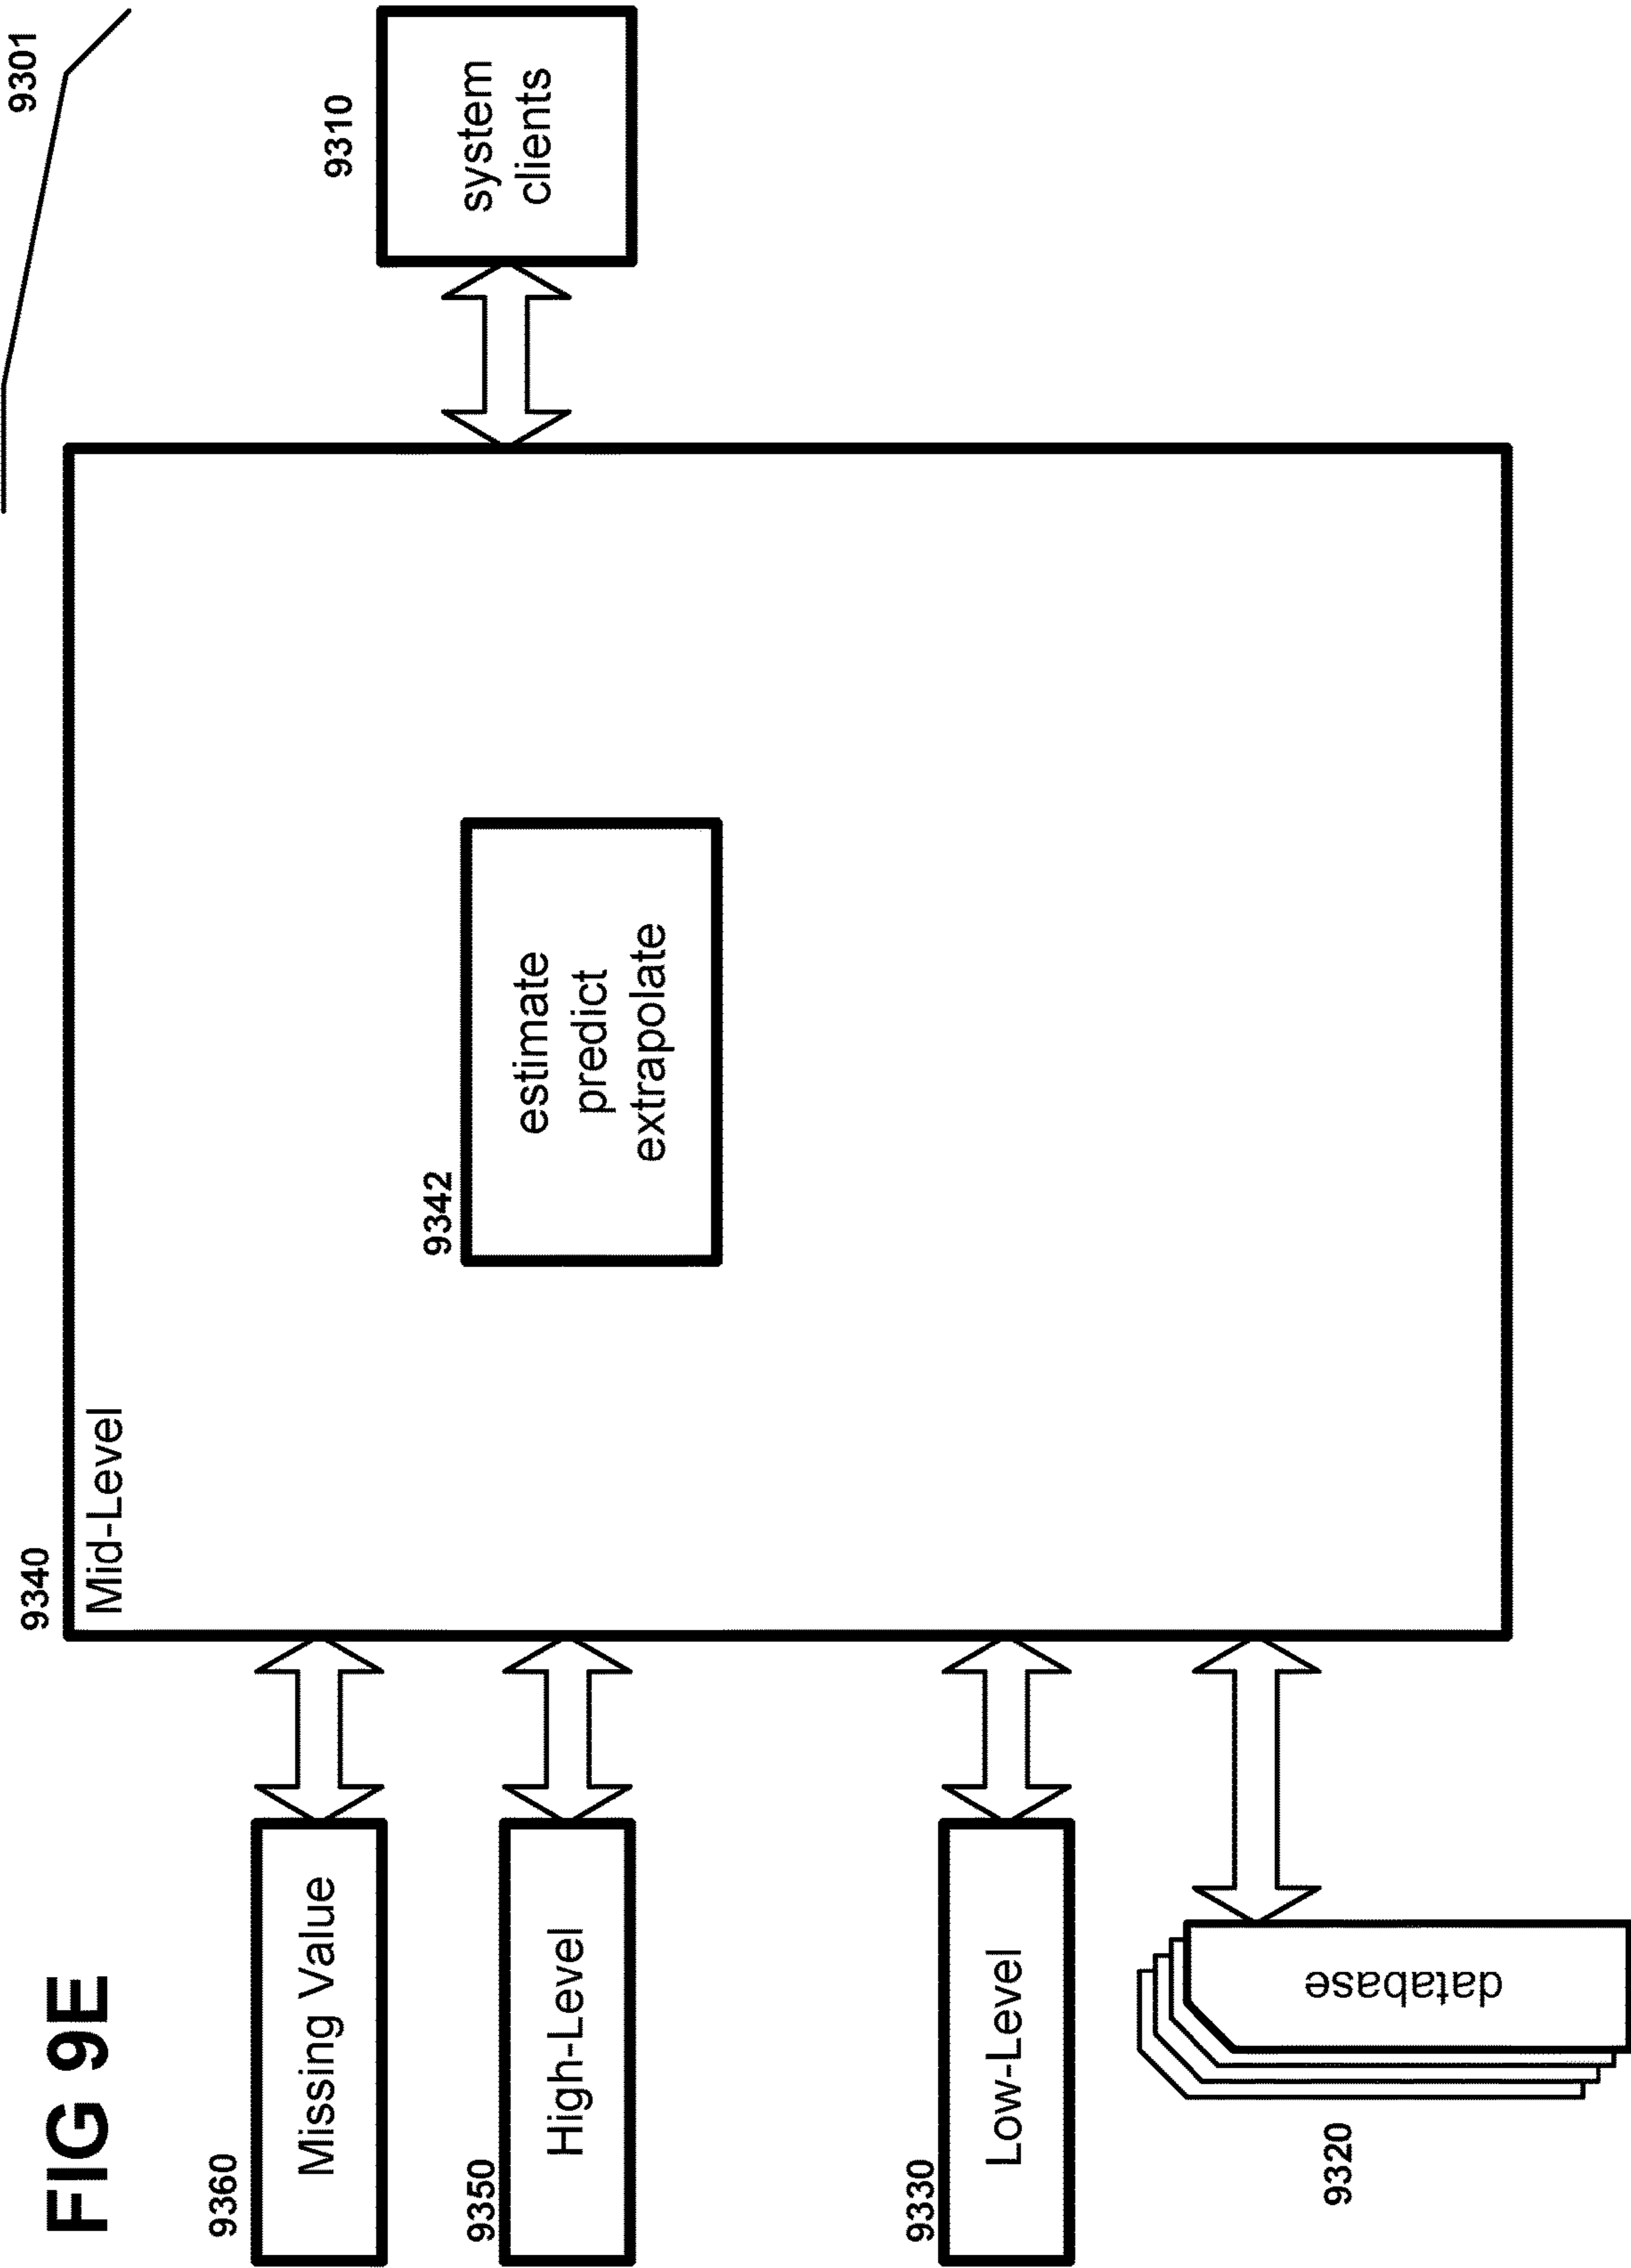 FIG 9E
9301
9340
Mid-Level
9360
Missing Value
9310
system
clients
9350
High-Level
9342
estimate
predict
extrapolate
9330
Low-Level
database
9320